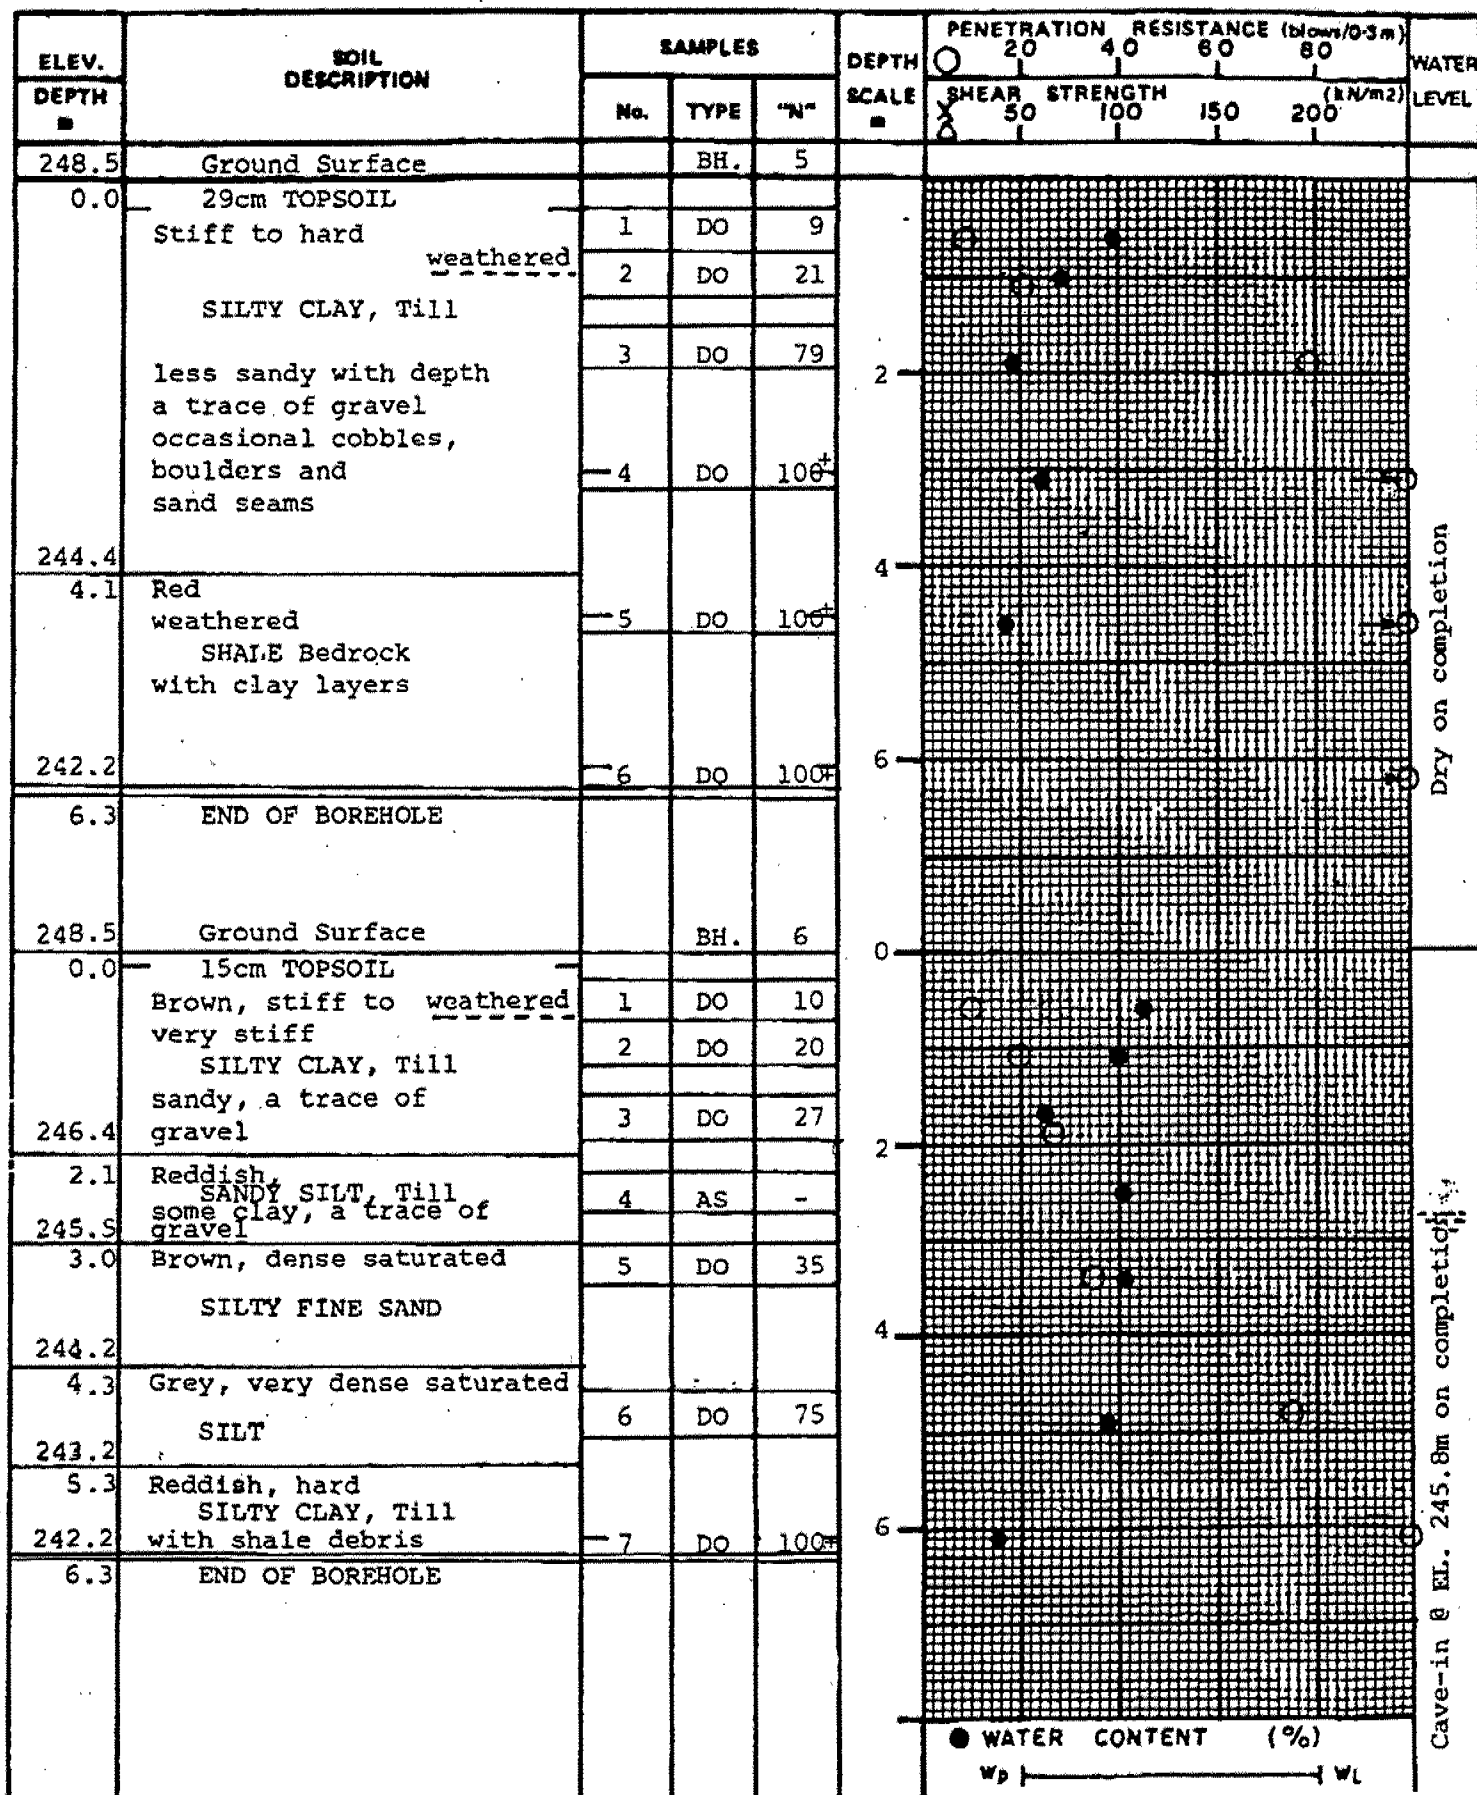 ELEV.
DEPTH
m
SOIL
DESCRIPTION
SAMPLES
No. TYPE "N"
DEPTH
SCALE
m
PENETRATION RESISTANCE (blows/0.3m)
20 40 60 80
SHEAR STRENGTH (kN/m2)
50 100 150 200
WATER
LEVEL
248.5 Ground Surface BH. 5
0.0 29cm TOPSOIL
Stiff to hard 1 DO 9
weathered
2 DO 21
SILTY CLAY, Till
3 DO 79
less sandy with depth 2
a trace of gravel
occasional cobbles,
boulders and 4 DO 100+
sand seams
244.4 4
4.1 Red
weathered 5 DO 100+
SHALE Bedrock
with clay layers
242.2 6 DO 100+ 6
6.3 END OF BOREHOLE
Dry on completion
248.5 Ground Surface BH. 6
0
0.0 15cm TOPSOIL
Brown, stiff to weathered 1 DO 10
very stiff
2 DO 20
SILTY CLAY, Till
sandy, a trace of
3 DO 27
246.4 gravel 2
2.1 Reddish,
SANDY SILT, Till 4 AS -
some clay, a trace of
245.5 gravel
3.0 Brown, dense saturated 5 DO 35
SILTY FINE SAND
244.2 4
4.3 Grey, very dense saturated
6 DO 75
SILT
243.2
5.3 Reddish, hard
SILTY CLAY, Till
242.2 with shale debris 7 DO 100+ 6
6.3 END OF BOREHOLE
Cave-in @ EL. 245.8m on completion
WATER CONTENT (%)
Wp WL